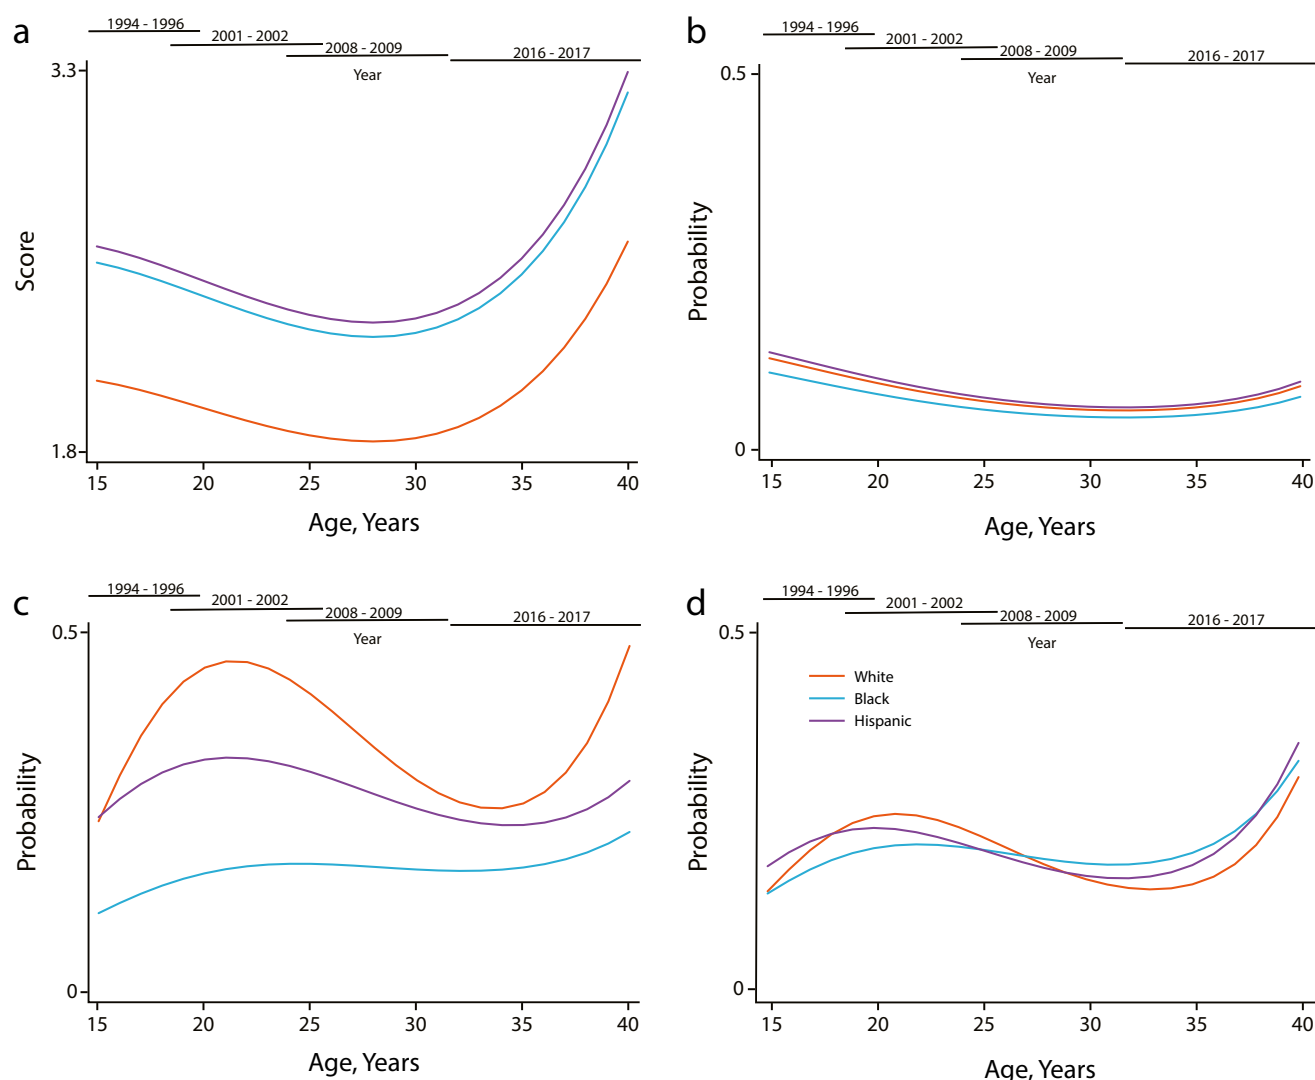 a
1994 - 1996
2001 - 2002
2008 - 2009
2016 - 2017
Year
3.3
Score
1.8
15 20 25 30 35 40
Age, Years
b
1994 - 1996
2001 - 2002
2008 - 2009
2016 - 2017
Year
0.5
Probability
0
15 20 25 30 35 40
Age, Years
c
1994 - 1996
2001 - 2002
2008 - 2009
2016 - 2017
Year
0.5
Probability
0
15 20 25 30 35 40
Age, Years
d
1994 - 1996
2001 - 2002
2008 - 2009
2016 - 2017
Year
0.5
White
Black
Hispanic
Probability
0
15 20 25 30 35 40
Age, Years